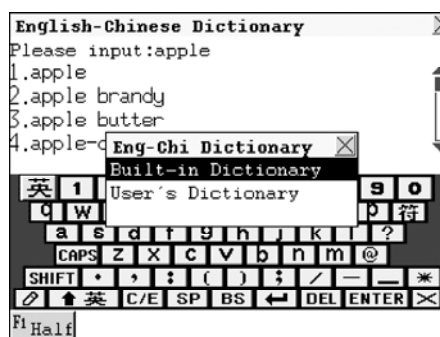 English-Chinese Dictionary
Please input:apple
1.apple
2.apple brandy
3.apple butter
4.apple-
Eng-Chi Dictionary
Built-in Dictionary
User's Dictionary
英 1 9 0
q w p 符
a s d f g h j k l ?
CAPS z x c v b n m @
SHIFT • , : ( ) ; / — _ *
英 C/E SP BS DEL ENTER
F1 Half